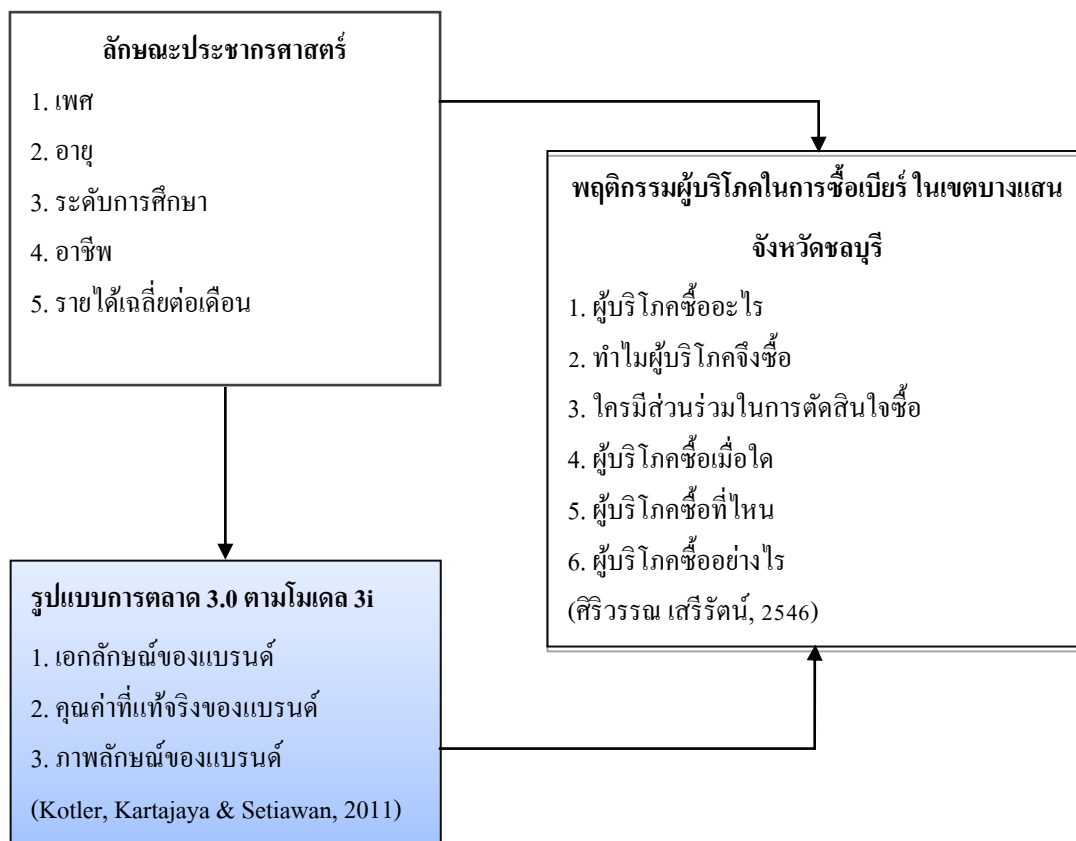 ลักษณะประชากรศาสตร์
1. เพศ
2. อายุ
3. ระดับการศึกษา
4. อาชีพ
5. รายได้เฉลี่ยต่อเดือน
พฤติกรรมผู้บริโภคในการซื้อเบียร์ ในเขตบางแสน
จังหวัดชลบุรี
1. ผู้บริโภคซื้ออะไร
2. ทำไมผู้บริโภคจึงซื้อ
3. ใครมีส่วนร่วมในการตัดสินใจซื้อ
4. ผู้บริโภคซื้อเมื่อใด
5. ผู้บริโภคซื้อที่ไหน
6. ผู้บริโภคซื้ออย่างไร
(ศิริวรรณ เสรีรัตน์, 2546)
รูปแบบการตลาด 3.0 ตามโมเดล 3i
1. เอกลักษณ์ของแบรนด์
2. คุณค่าที่แท้จริงของแบรนด์
3. ภาพลักษณ์ของแบรนด์
(Kotler, Kartajaya & Setiawan, 2011)